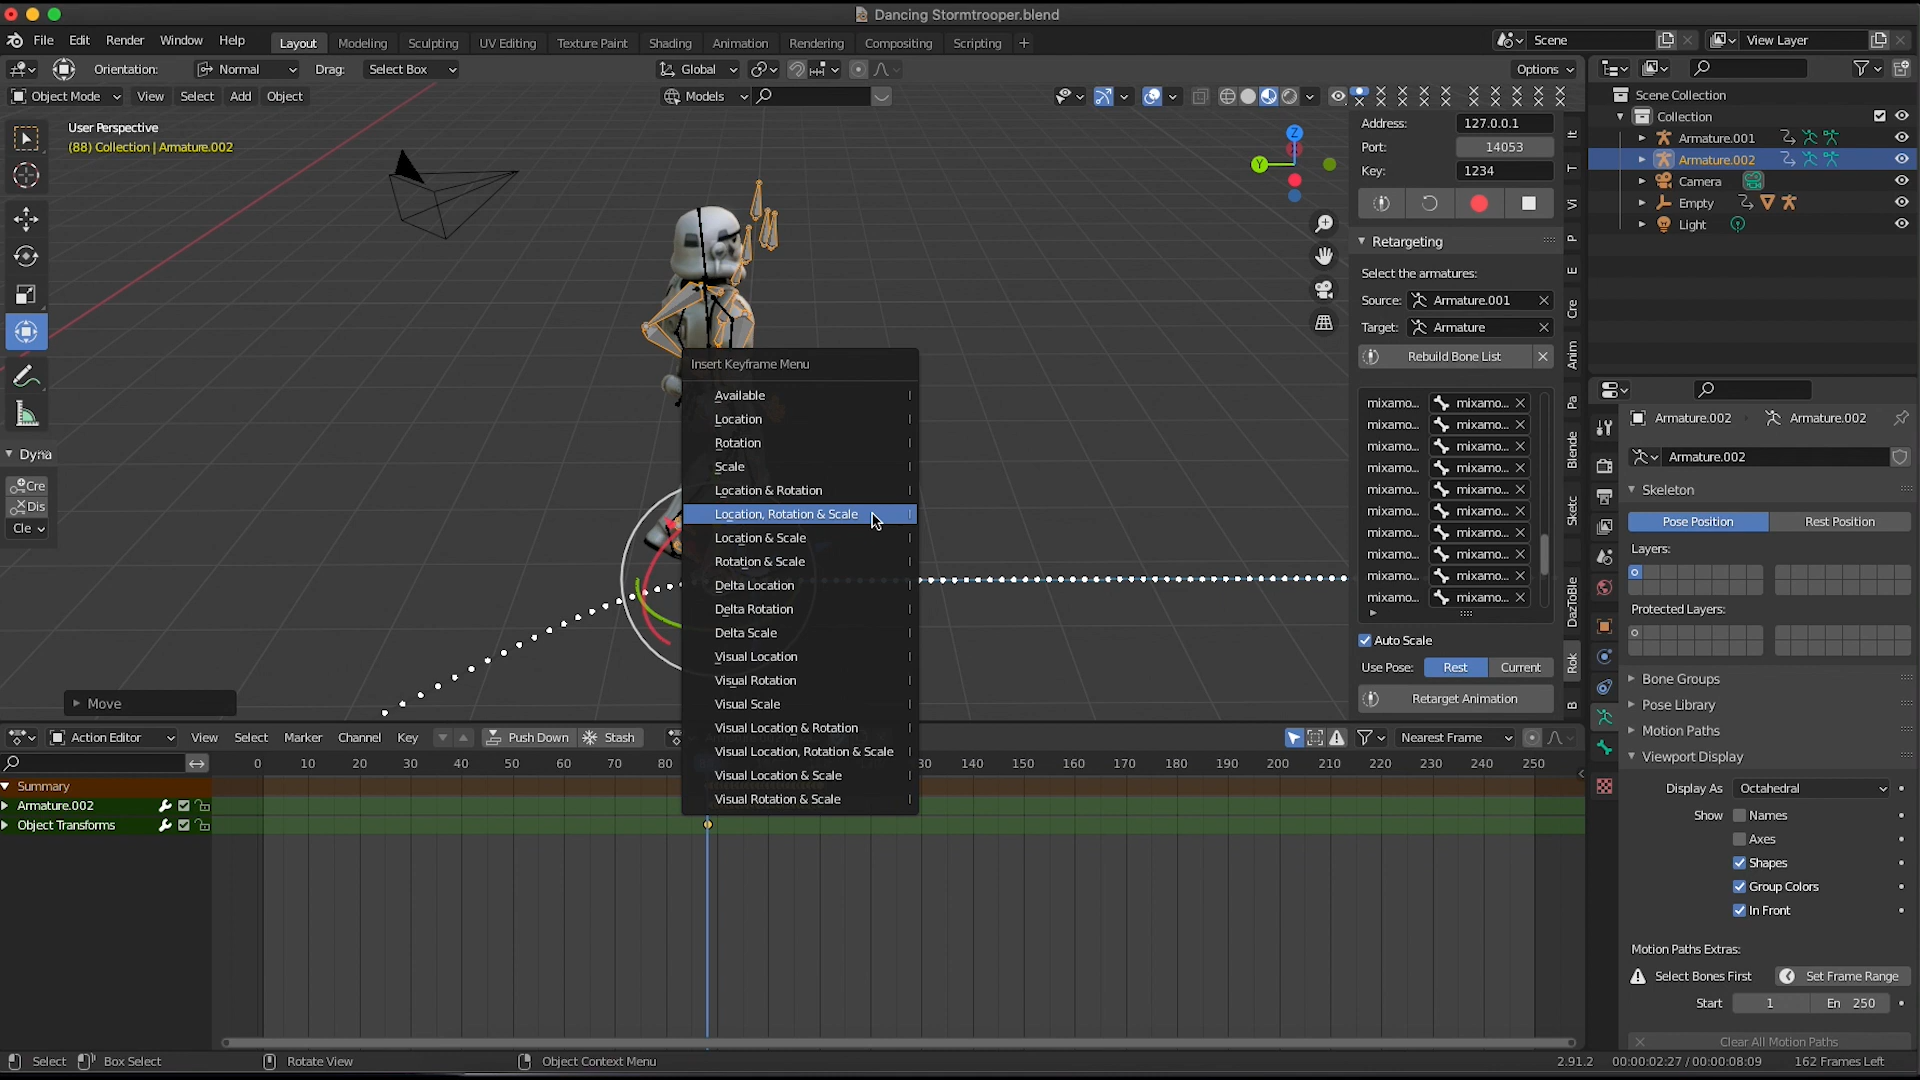 Dancing Stormtrooper.blend
File Edit Render Window Help Layout Modeling Sculpting UV Editing Texture Paint Shading Animation Rendering Compositing Scripting + Scene View Layer
Orientation: Normal Drag: Select Box Global Options
Object Mode View Select Add Object Models
User Perspective
(88) Collection | Armature.002
Z
Y
Move
Dyna
Cre
Dis
Cle
Address: 127.0.0.1
Port: 14053
Key: 1234
Retargeting
Select the armatures:
Source: Armature.001
Target: Armature
Rebuild Bone List
mixamo... mixamo...
mixamo... mixamo...
mixamo... mixamo...
mixamo... mixamo...
mixamo... mixamo...
mixamo... mixamo...
mixamo... mixamo...
mixamo... mixamo...
mixamo... mixamo...
mixamo... mixamo...
Auto Scale
Use Pose: Rest Current
Retarget Animation
It
T
Vi
P
E
Cre
Anim
Pa
Blende
Sketc
DazToBle
Rok
B
Insert Keyframe Menu
Available I
Location I
Rotation I
Scale I
Location & Rotation I
Location, Rotation & Scale I
Location & Scale I
Rotation & Scale I
Delta Location I
Delta Rotation I
Delta Scale I
Visual Location I
Visual Rotation I
Visual Scale I
Visual Location & Rotation I
Visual Location, Rotation & Scale I
Visual Location & Scale I
Visual Rotation & Scale I
Scene Collection
Collection
Armature.001
Armature.002
Camera
Empty
Light
Armature.002 Armature.002
Armature.002
Skeleton
Pose Position Rest Position
Layers:
Protected Layers:
Bone Groups
Pose Library
Motion Paths
Viewport Display
Display As Octahedral
Show Names
Axes
Shapes
Group Colors
In Front
Motion Paths Extras:
Select Bones First Set Frame Range
Start 1 En 250
Clear All Motion Paths
Action Editor View Select Marker Channel Key Push Down Stash Nearest Frame
0 10 20 30 40 50 60 70 80 30 140 150 160 170 180 190 200 210 220 230 240 250
Summary
Armature.002
Object Transforms
Select Box Select Rotate View Object Context Menu 2.91.2 00:00:02:27 / 00:00:08:09 162 Frames Left